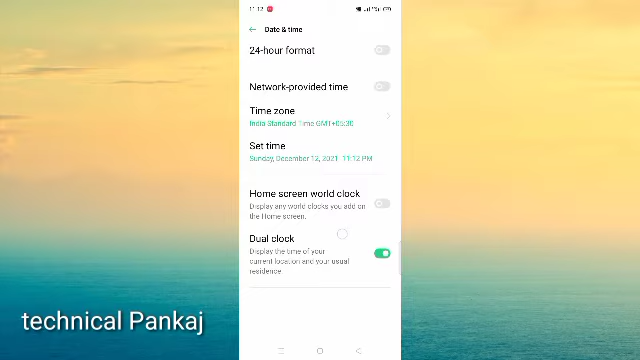 11:12
Date & time
24-hour format
Network-provided time
Time zone
India Standard Time GMT+05:30
Set time
Sunday, December 12, 2021 11:12 PM
Home screen world clock
Display any world clocks you add on
the Home screen.
Dual clock
Display the time of your
current location and your usual
residence
technical Pankaj